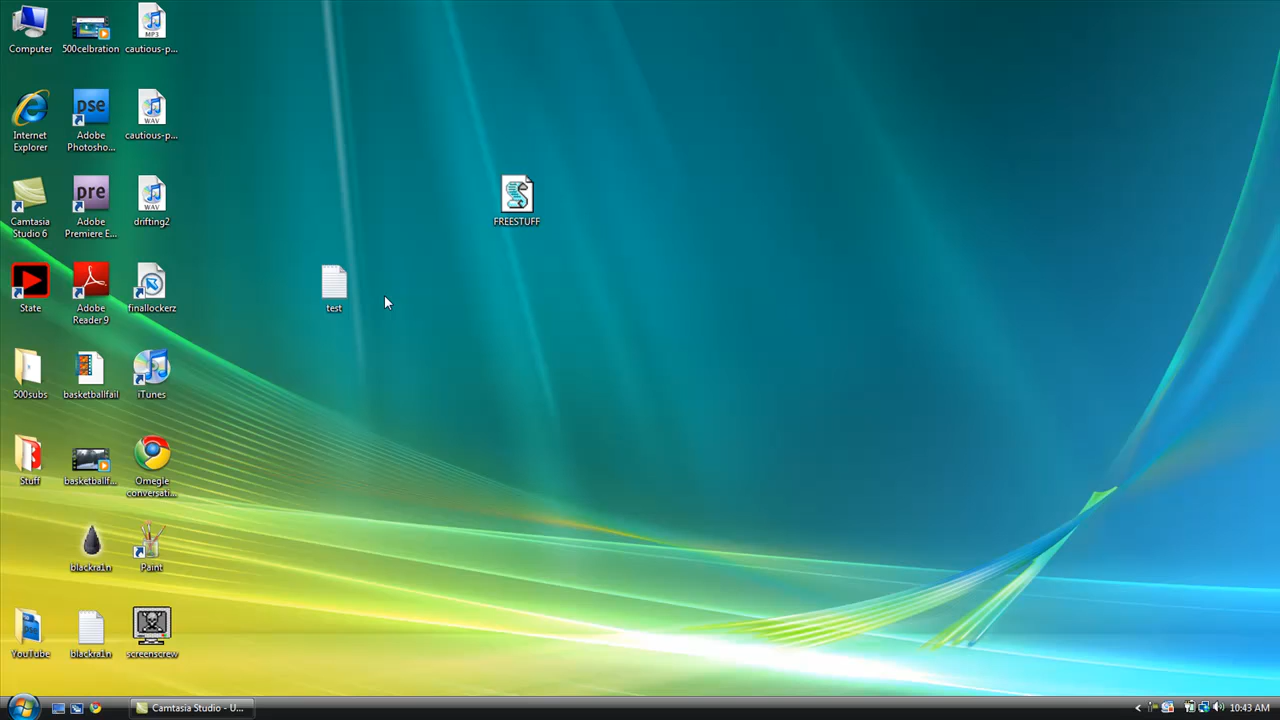 Computer
500celbration
MP3
cautious-p...
Internet
Explorer
pse
Adobe
Photosho...
WAV
cautious-p...
Camtasia
Studio 6
pre
Adobe
Premiere E...
WAV
drifting2
FREESTUFF
test
State
Adobe
Reader 9
finallockerz
500subs
basketballfail
iTunes
Stuff
basketballf...
Omegle
conversati...
blackra1n
Paint
YouTube
blackra1n
screenscrew
Camtasia Studio - U...
10:43 AM